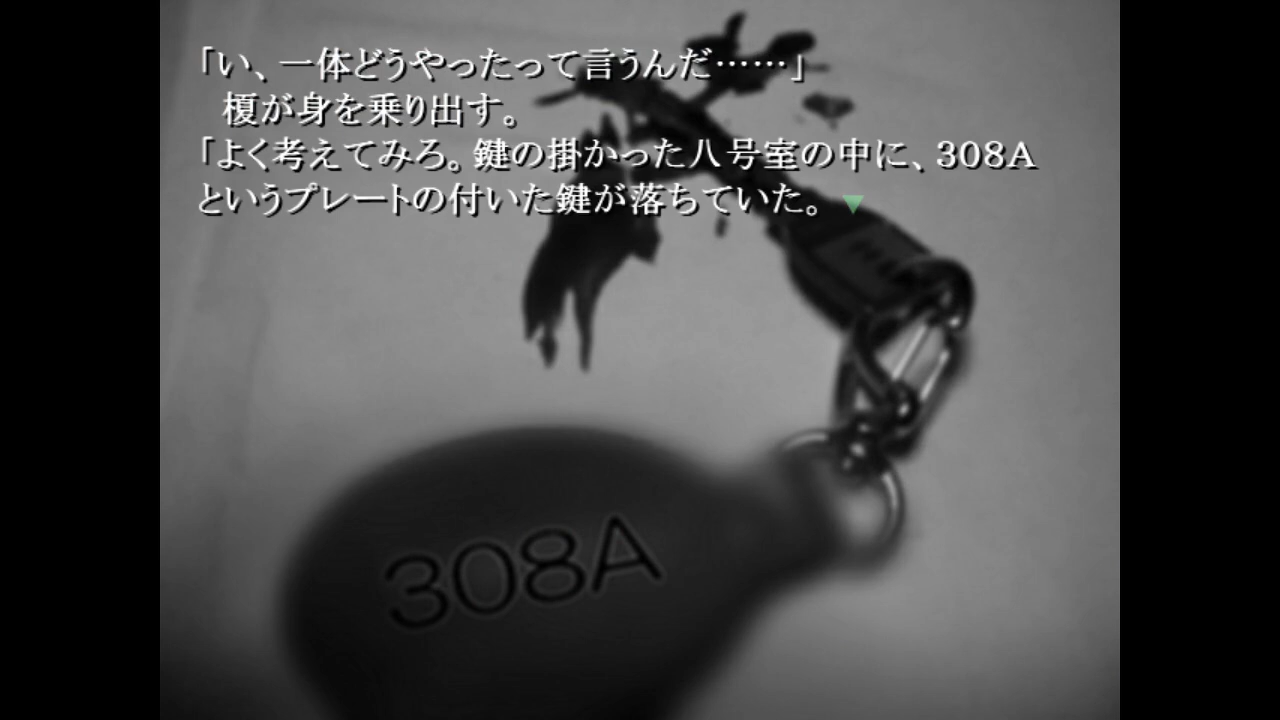 「い、一体どうやったって言うんだ……」
榎が身を乗り出す。
「よく考えてみろ。鍵の掛かった八号室の中に、308A
というプレートの付いた鍵が落ちていた。
308A